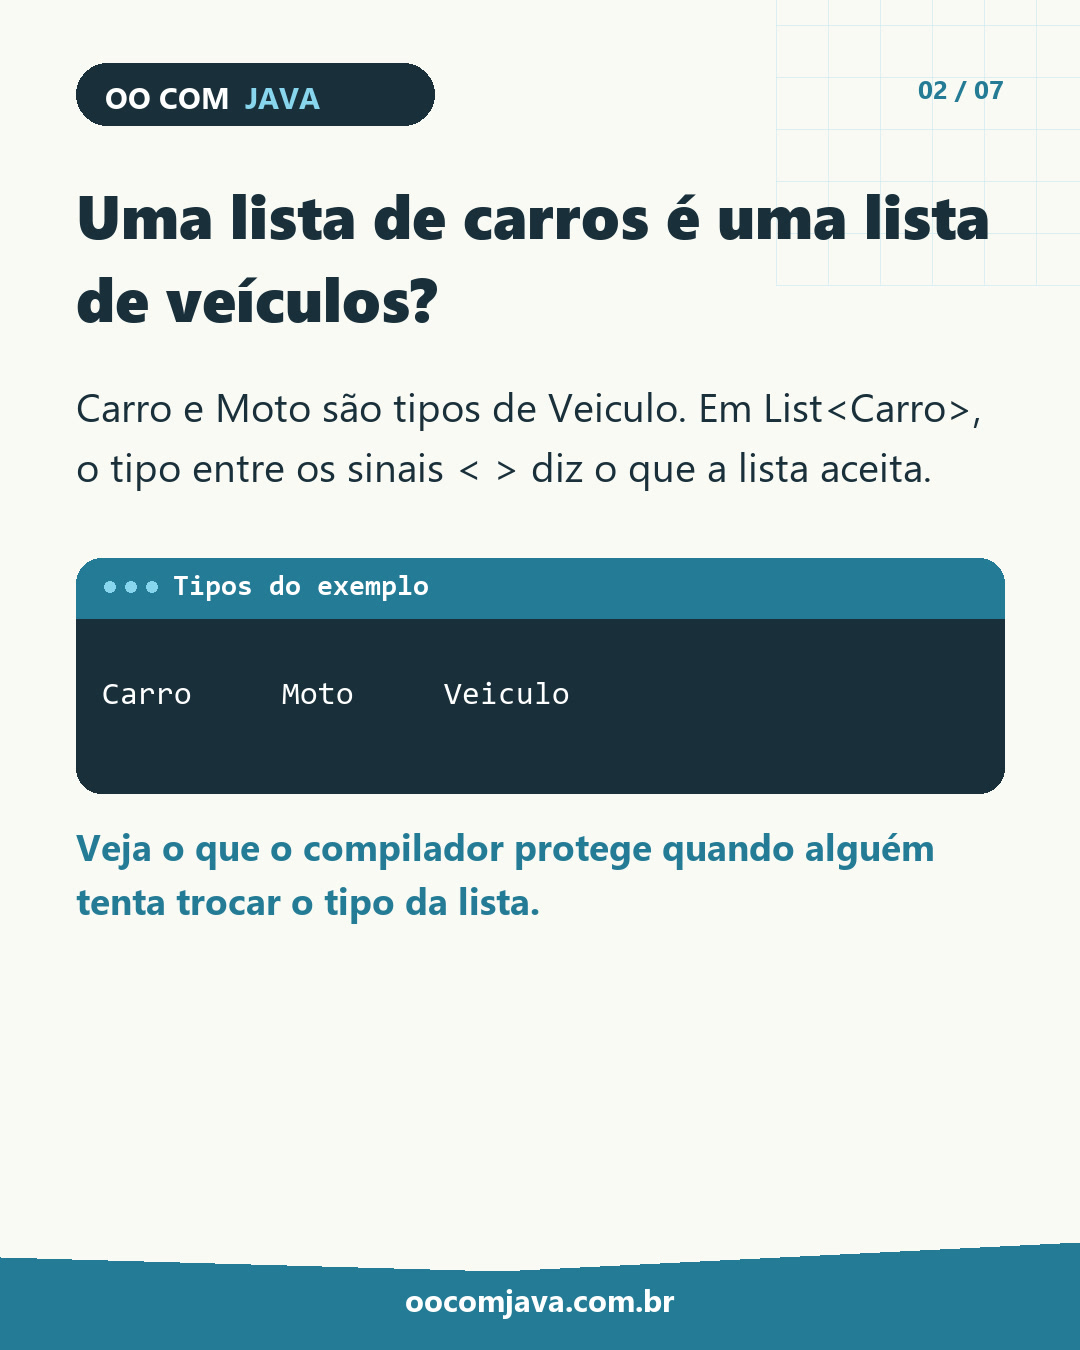 OO COM JAVA
02 / 07
Uma lista de carros é uma lista
de veículos?
Carro e Moto são tipos de Veiculo. Em List<Carro>,
o tipo entre os sinais < > diz o que a lista aceita.
Tipos do exemplo
Carro     Moto     Veiculo
Veja o que o compilador protege quando alguém
tenta trocar o tipo da lista.
oocomjava.com.br